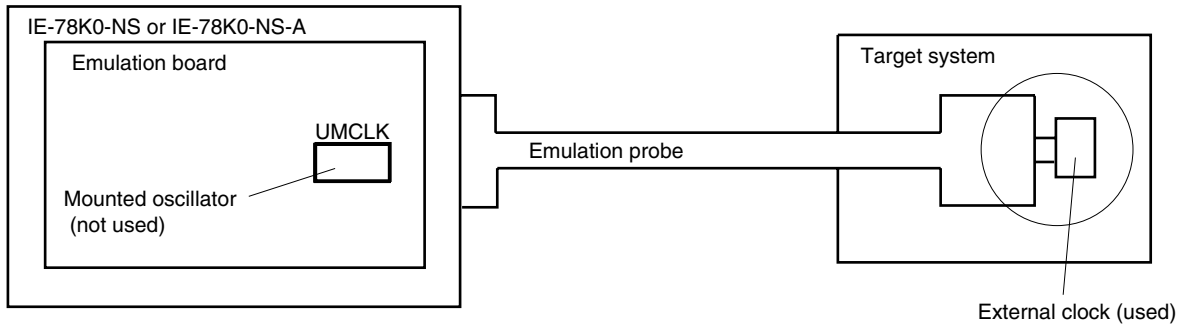 IE-78K0-NS or IE-78K0-NS-A
Emulation board
UMCLK
Mounted oscillator
(not used)
Emulation probe
Target system
External clock (used)